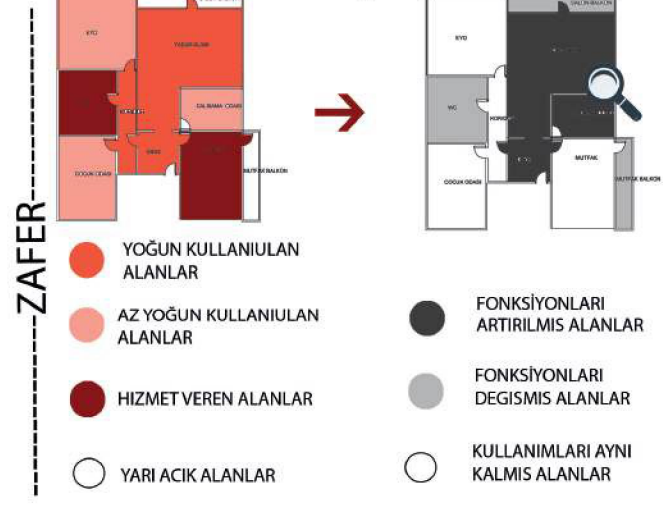 ZAFER
EYO
YAŞAM ALANI
ÇALIŞMA ODASI
ÇOCUK ODASI
GİRİŞ
MUTFAK BALKON
SALON BALKON
EYO
WC
ÇOCUK ODASI
MUTFAK
MUTFAK BALKON
YOĞUN KULLANIULAN
ALANLAR
AZ YOĞUN KULLANIULAN
ALANLAR
HIZMET VEREN ALANLAR
YARI ACIK ALANLAR
FONKSİYONLARI
ARTIRILMIS ALANLAR
FONKSİYONLARI
DEGISMIS ALANLAR
KULLANIMLARI AYNI
KALMIS ALANLAR